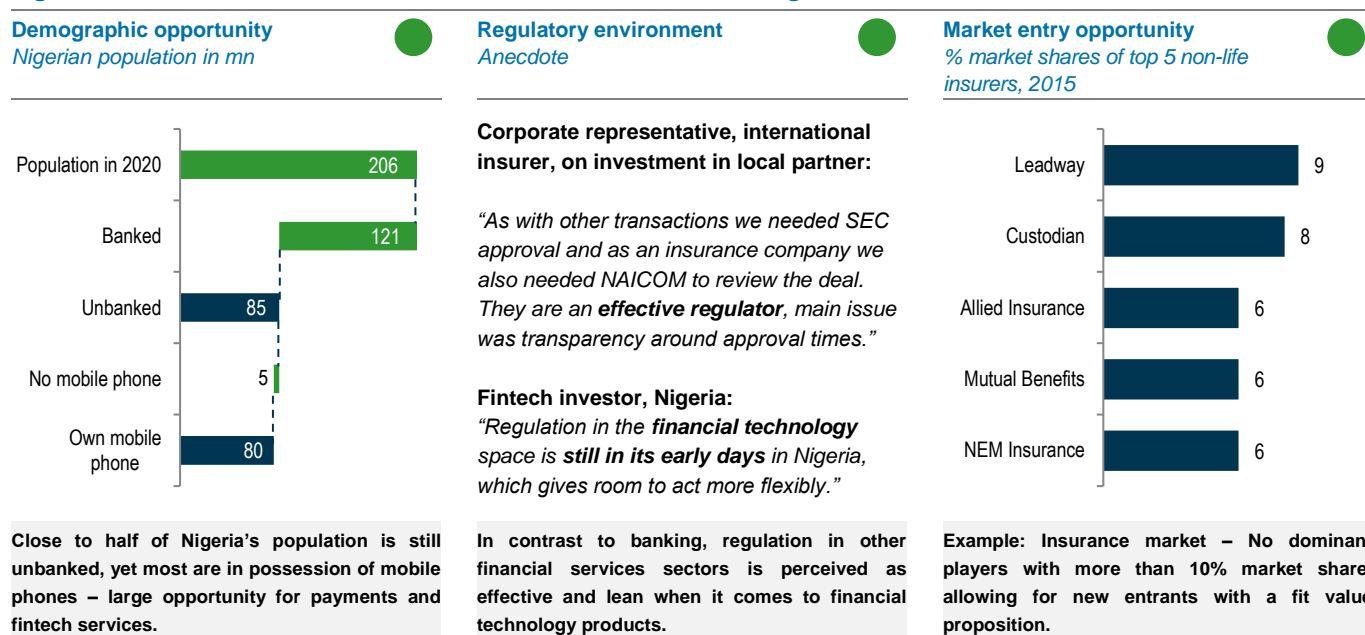 Demographic opportunity
Nigerian population in mn
Population in 2020
206
Banked
121
Unbanked
85
No mobile phone
5
Own mobile
phone
80
Close to half of Nigeria's population is still
unbanked, yet most are in possession of mobile
phones – large opportunity for payments and
fintech services.
Regulatory environment
Anecdote
Corporate representative, international
insurer, on investment in local partner:
“As with other transactions we needed SEC
approval and as an insurance company we
also needed NAICOM to review the deal.
They are an effective regulator, main issue
was transparency around approval times.”
Fintech investor, Nigeria:
“Regulation in the financial technology
space is still in its early days in Nigeria,
which gives room to act more flexibly.”
In contrast to banking, regulation in other
financial services sectors is perceived as
effective and lean when it comes to financial
technology products.
Market entry opportunity
% market shares of top 5 non-life
insurers, 2015
Leadway
9
Custodian
8
Allied Insurance
6
Mutual Benefits
6
NEM Insurance
6
Example: Insurance market – No dominan
players with more than 10% market share
allowing for new entrants with a fit value
proposition.